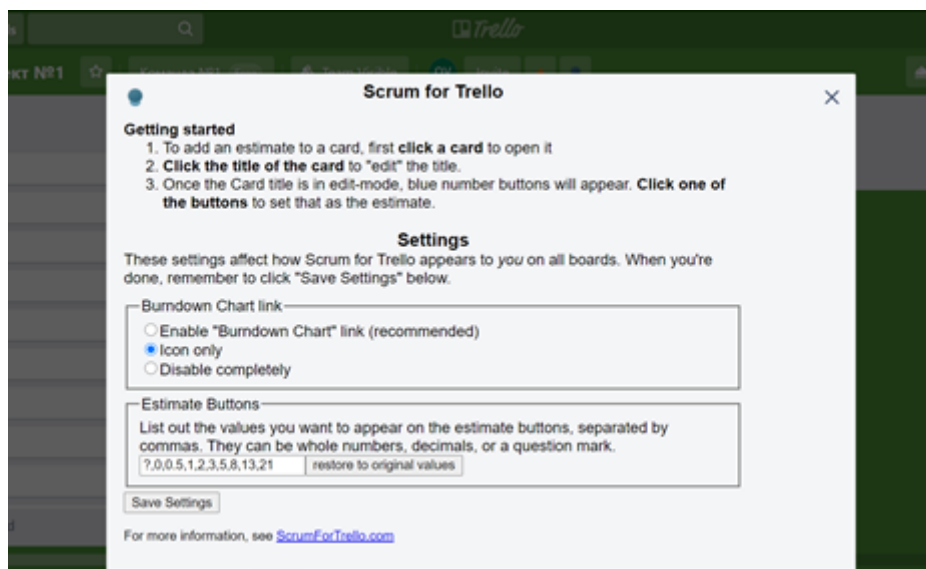 Trello
ект №1
Scrum for Trello
Getting started
1. To add an estimate to a card, first click a card to open it
2. Click the title of the card to "edit" the title.
3. Once the Card title is in edit-mode, blue number buttons will appear. Click one of
the buttons to set that as the estimate.
Settings
These settings affect how Scrum for Trello appears to you on all boards. When you're
done, remember to click "Save Settings" below.
Burndown Chart link
Enable "Burndown Chart" link (recommended)
Icon only
Disable completely
Estimate Buttons
List out the values you want to appear on the estimate buttons, separated by
commas. They can be whole numbers, decimals, or a question mark.
?,0,0.5,1,2,3,5,8,13,21 restore to original values
Save Settings
For more information, see ScrumForTrello.com